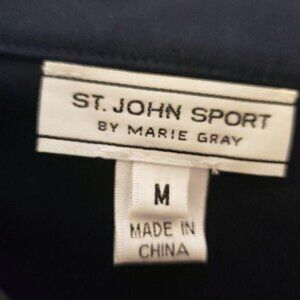 ST. JOHN SPORT
BY MARIE GRAY
M
MADE IN
CHINA